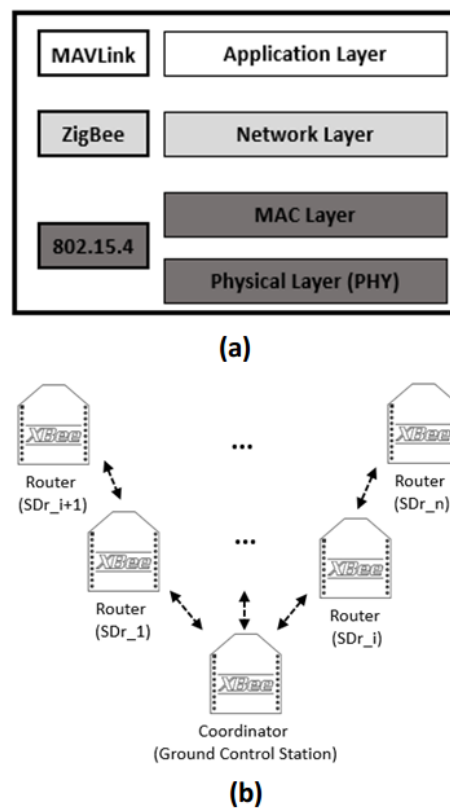 MAVLink Application Layer
ZigBee Network Layer
802.15.4 MAC Layer
Physical Layer (PHY)
(a)
XBee ... XBee
Router Router
(SDr_i+1) (SDr_n)
XBee ... XBee
Router Router
(SDr_1) (SDr_i)
XBee
Coordinator
(Ground Control Station)
(b)